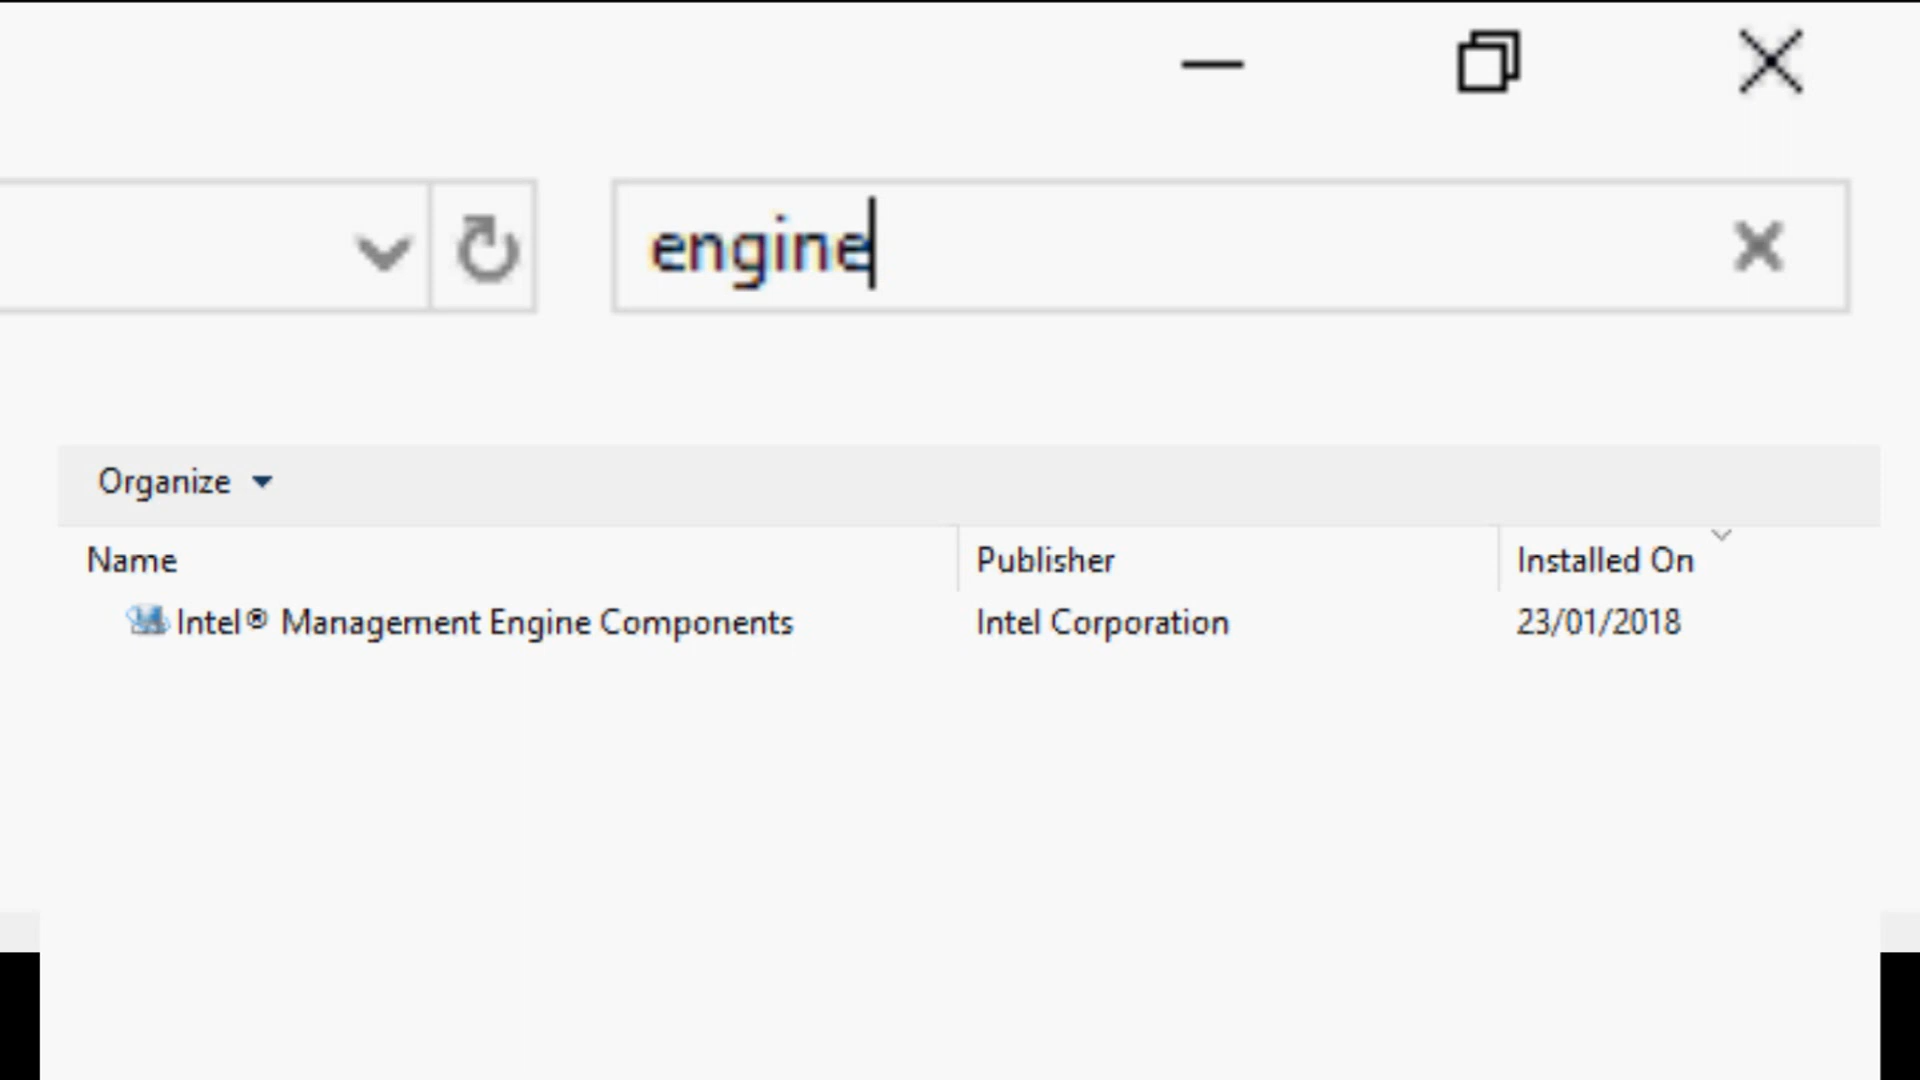 engine
Organize
Name Publisher Installed On
Intel® Management Engine Components Intel Corporation 23/01/2018